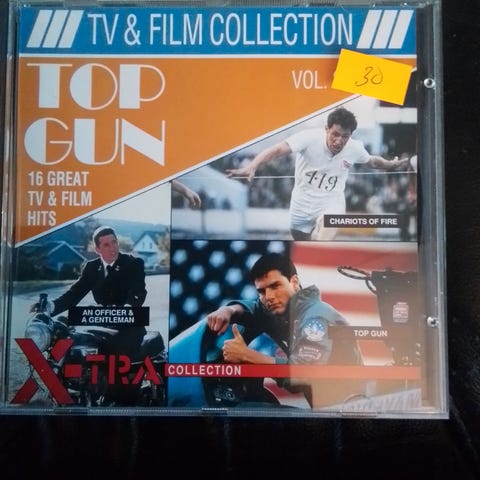 TV & FILM COLLECTION
TOP
GUN
VOL.
30
16 GREAT
TV & FILM
HITS
419
CHARIOTS OF FIRE
AN OFFICER &
A GENTLEMAN
TOP GUN
X-TRA COLLECTION